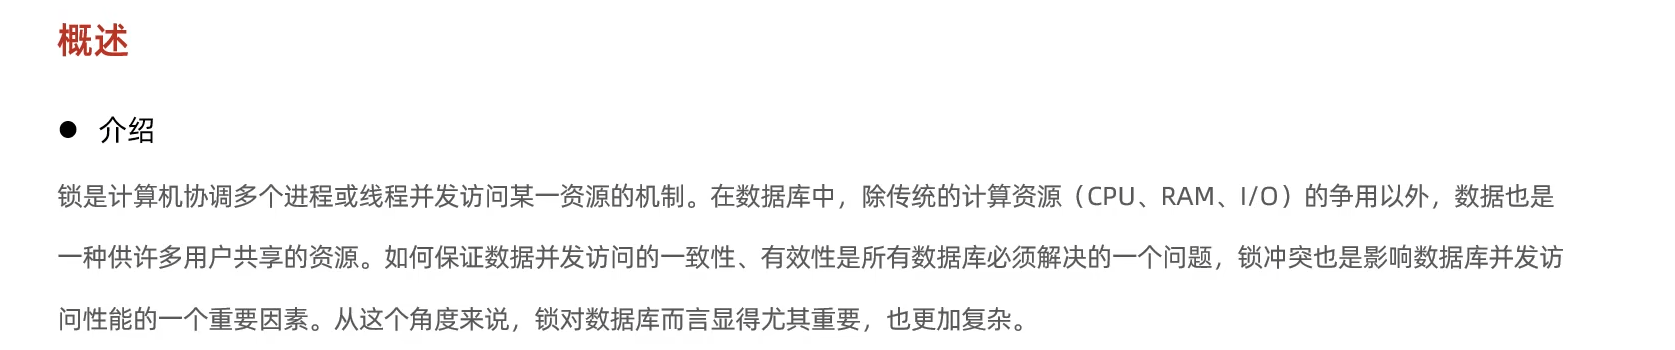 概述
● 介绍
锁是计算机协调多个进程或线程并发访问某一资源的机制。在数据库中，除传统的计算资源（CPU、RAM、I/O）的争用以外，数据也是
一种供许多用户共享的资源。如何保证数据并发访问的一致性、有效性是所有数据库必须解决的一个问题，锁冲突也是影响数据库并发访
问性能的一个重要因素。从这个角度来说，锁对数据库而言显得尤其重要，也更加复杂。